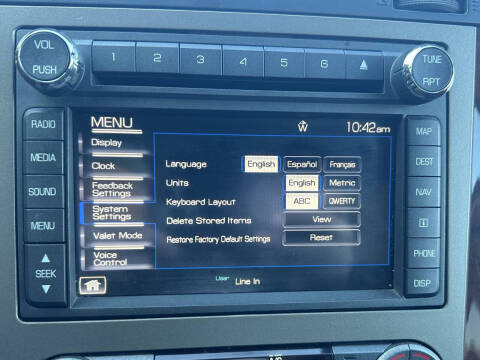 VOL
PUSH
1 2 3 4 5 6
TUNE
RPT
RADIO
MEDIA
SOUND
MENU
SEEK
MENU
W
10:42am
Display
Clock
Feedback
Settings
System
Settings
Valet Mode
Voice
Control
Language English Español Français
Units English Metric
Keyboard Layout ABC QWERTY
Delete Stored Items View
Restore Factory Default Settings Reset
User
Line In
MAP
DEST
NAV
i
PHONE
DISP